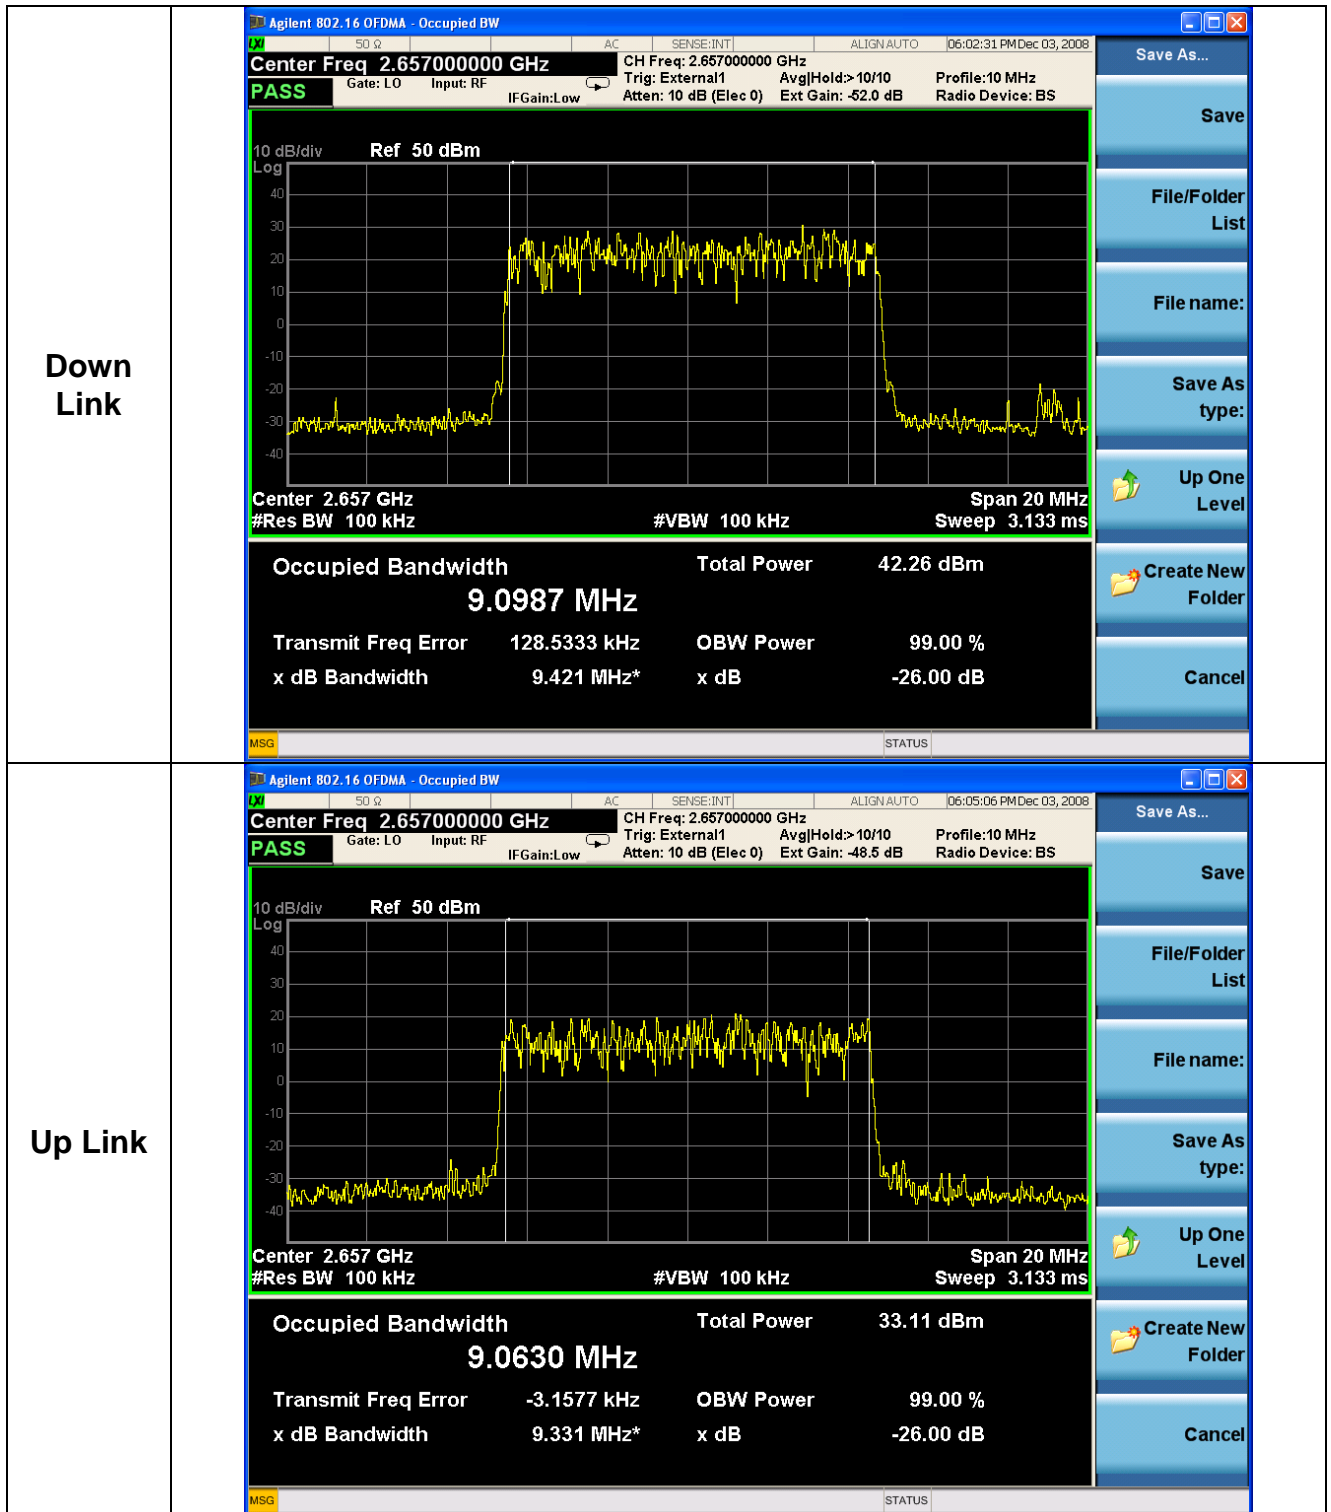 Down
Link
Agilent 802.16 OFDMA - Occupied BW
LXI 50 Ω AC SENSE:INT ALIGN AUTO 06:02:31 PM Dec 03, 2008
Center Freq 2.657000000 GHz
CH Freq: 2.657000000 GHz
PASS
Gate: LO Input: RF
IFGain:Low
Trig: External1 Avg|Hold:>10/10 Profile:10 MHz
Atten: 10 dB (Elec 0) Ext Gain: -52.0 dB Radio Device: BS
10 dB/div Ref 50 dBm
Log
40
30
20
10
0
-10
-20
-30
-40
Center 2.657 GHz Span 20 MHz
#Res BW 100 kHz #VBW 100 kHz Sweep 3.133 ms
Occupied Bandwidth Total Power 42.26 dBm
9.0987 MHz
Transmit Freq Error 128.5333 kHz OBW Power 99.00 %
x dB Bandwidth 9.421 MHz* x dB -26.00 dB
MSG STATUS
Save As...
Save
File/Folder
List
File name:
Save As
type:
Up One
Level
Create New
Folder
Cancel
Up Link
Agilent 802.16 OFDMA - Occupied BW
LXI 50 Ω AC SENSE:INT ALIGN AUTO 06:05:06 PM Dec 03, 2008
Center Freq 2.657000000 GHz
CH Freq: 2.657000000 GHz
PASS
Gate: LO Input: RF
IFGain:Low
Trig: External1 Avg|Hold:>10/10 Profile:10 MHz
Atten: 10 dB (Elec 0) Ext Gain: -48.5 dB Radio Device: BS
10 dB/div Ref 50 dBm
Log
40
30
20
10
0
-10
-20
-30
-40
Center 2.657 GHz Span 20 MHz
#Res BW 100 kHz #VBW 100 kHz Sweep 3.133 ms
Occupied Bandwidth Total Power 33.11 dBm
9.0630 MHz
Transmit Freq Error -3.1577 kHz OBW Power 99.00 %
x dB Bandwidth 9.331 MHz* x dB -26.00 dB
MSG STATUS
Save As...
Save
File/Folder
List
File name:
Save As
type:
Up One
Level
Create New
Folder
Cancel